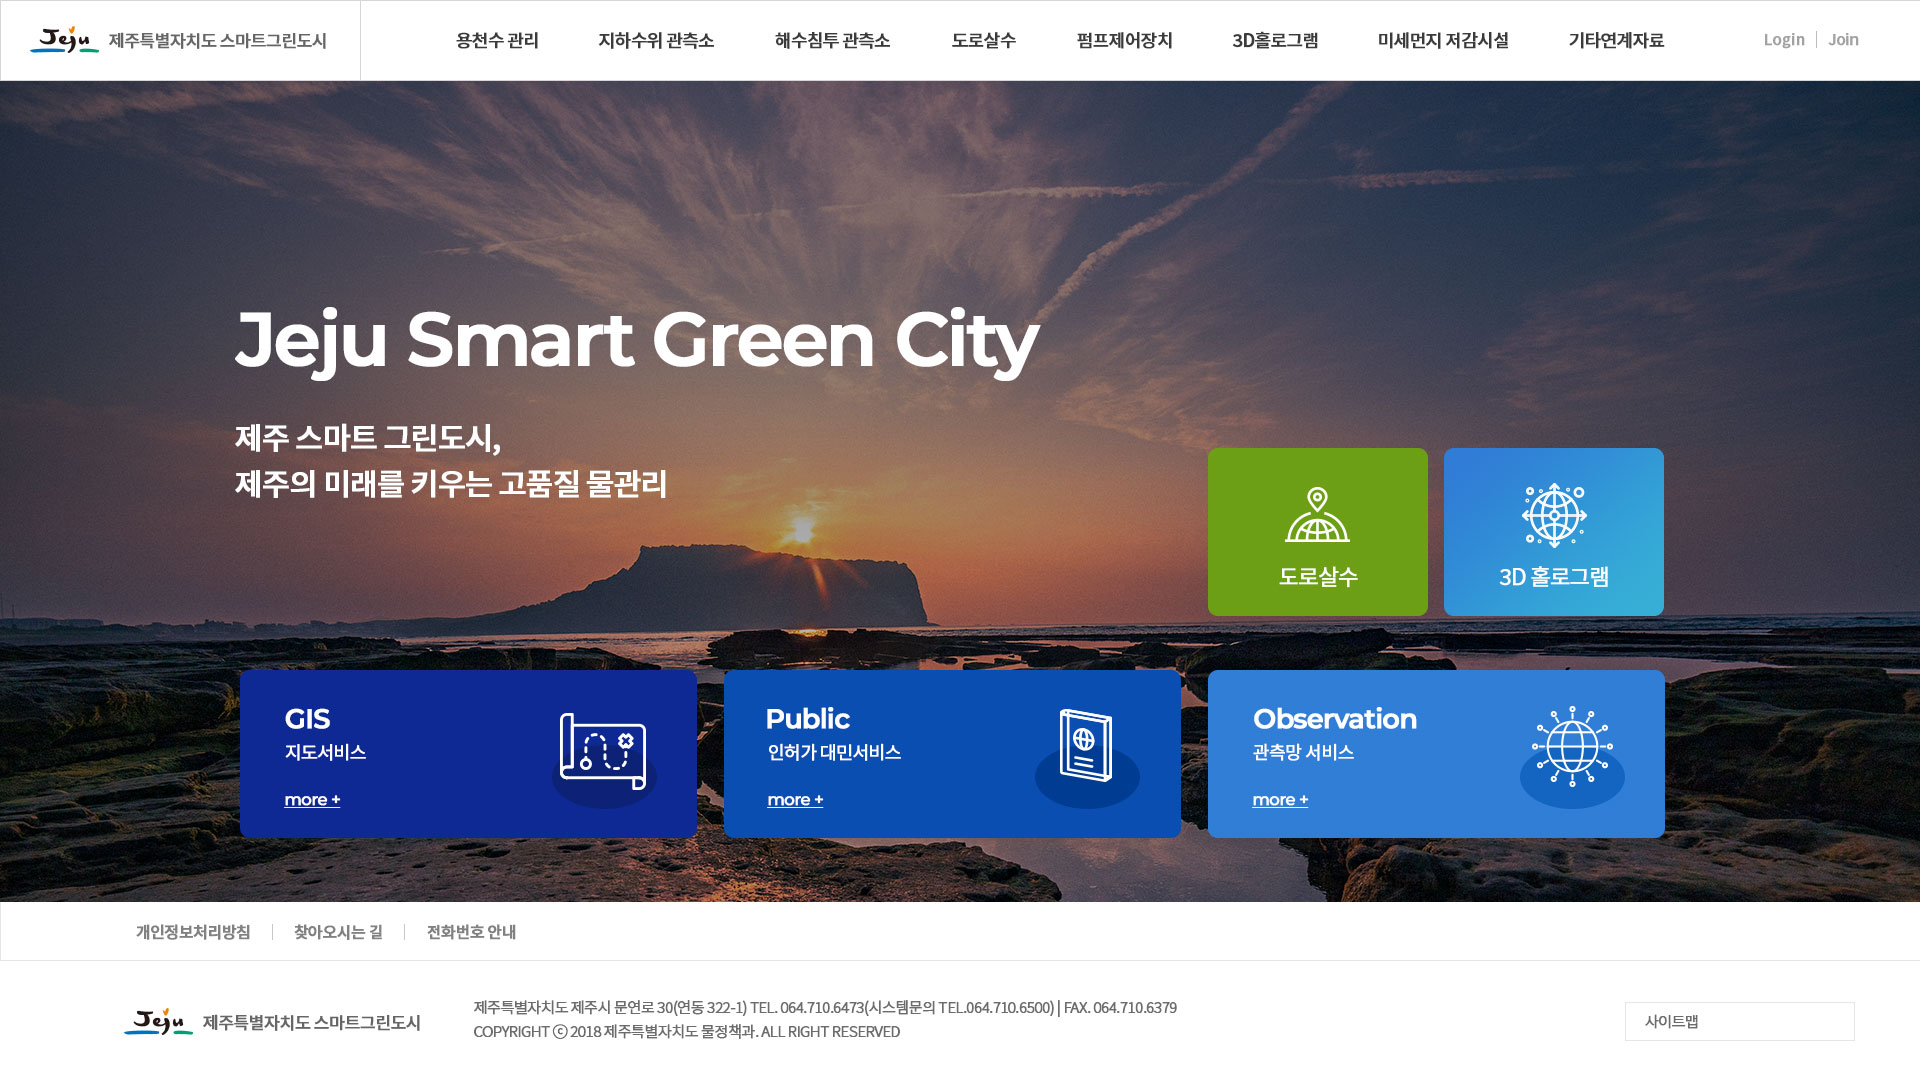 Jeju 제주특별자치도 스마트그린도시
용천수 관리 지하수위 관측소 해수침투 관측소 도로살수 펌프제어장치 3D홀로그램 미세먼지 저감시설 기타연계자료
Login Join
Jeju Smart Green City
제주 스마트 그린도시,
제주의 미래를 키우는 고품질 물관리
도로살수
3D 홀로그램
GIS
지도서비스
more +
Public
인허가 대민서비스
more +
Observation
관측망 서비스
more +
개인정보처리방침 찾아오시는 길 전화번호 안내
Jeju 제주특별자치도 스마트그린도시
제주특별자치도 제주시 문연로 30(연동 322-1) TEL. 064.710.6473(시스템문의 TEL.064.710.6500) | FAX. 064.710.6379
COPYRIGHT ⓒ 2018 제주특별자치도 물정책과. ALL RIGHT RESERVED
사이트맵